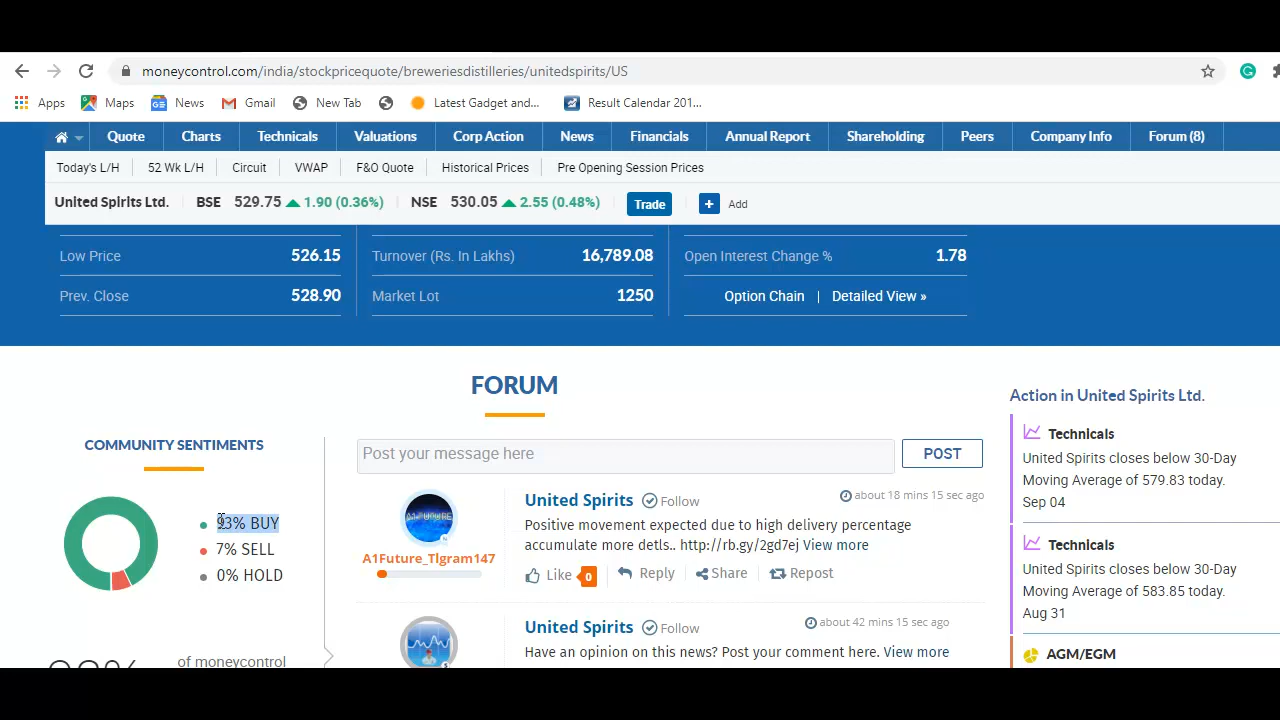 moneycontrol.com/india/stockpricequote/breweriesdistilleries/unitedspirits/US
Apps Maps News Gmail New Tab Latest Gadget and... Result Calendar 201...
Quote Charts Technicals Valuations Corp Action News Financials Annual Report Shareholding Peers Company Info Forum (8)
Today's L/H 52 Wk L/H Circuit VWAP F&O Quote Historical Prices Pre Opening Session Prices
United Spirits Ltd. BSE 529.75 1.90 (0.36%) NSE 530.05 2.55 (0.48%) Trade + Add
Low Price 526.15 Turnover (Rs. In Lakhs) 16,789.08 Open Interest Change % 1.78
Prev. Close 528.90 Market Lot 1250 Option Chain | Detailed View »
FORUM
COMMUNITY SENTIMENTS
93% BUY
7% SELL
0% HOLD
of moneycontrol
Post your message here POST
United Spirits Follow about 18 mins 15 sec ago
Positive movement expected due to high delivery percentage
accumulate more detls.. http://rb.gy/2gd7ej View more
A1Future_Tlgram147
Like 0 Reply Share Repost
United Spirits Follow about 42 mins 15 sec ago
Have an opinion on this news? Post your comment here. View more
Action in United Spirits Ltd.
Technicals
United Spirits closes below 30-Day
Moving Average of 579.83 today.
Sep 04
Technicals
United Spirits closes below 30-Day
Moving Average of 583.85 today.
Aug 31
AGM/EGM